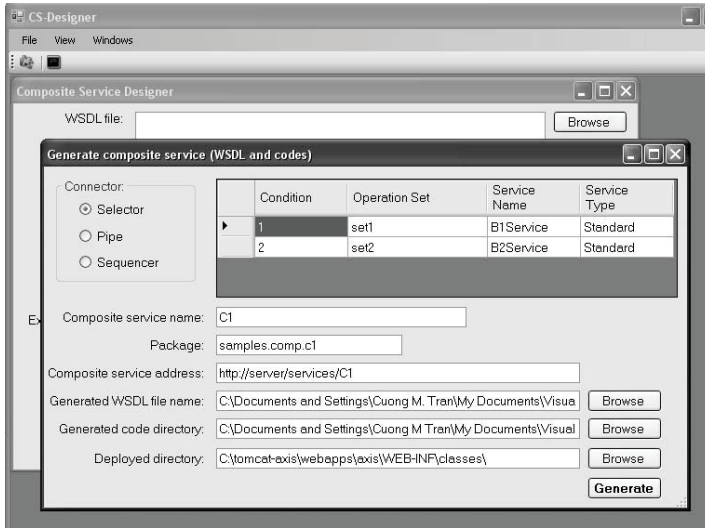 CS-Designer
File View Windows
Composite Service Designer
WSDL file: Browse
Generate composite service (WSDL and codes)
Connector:
Selector
Pipe
Sequencer
Condition Operation Set Service Name Service Type
1 set1 B1Service Standard
2 set2 B2Service Standard
Ex
Composite service name: C1
Package: samples.comp.c1
Composite service address: http://server/services/C1
Generated WSDL file name: C:\Documents and Settings\Cuong M. Tran\My Documents\Visua Browse
Generated code directory: C:\Documents and Settings\Cuong M Tran\My Documents\Visual Browse
Deployed directory: C:\tomcat-axis\webapps\axis\WEB-INF\classes\ Browse
Generate